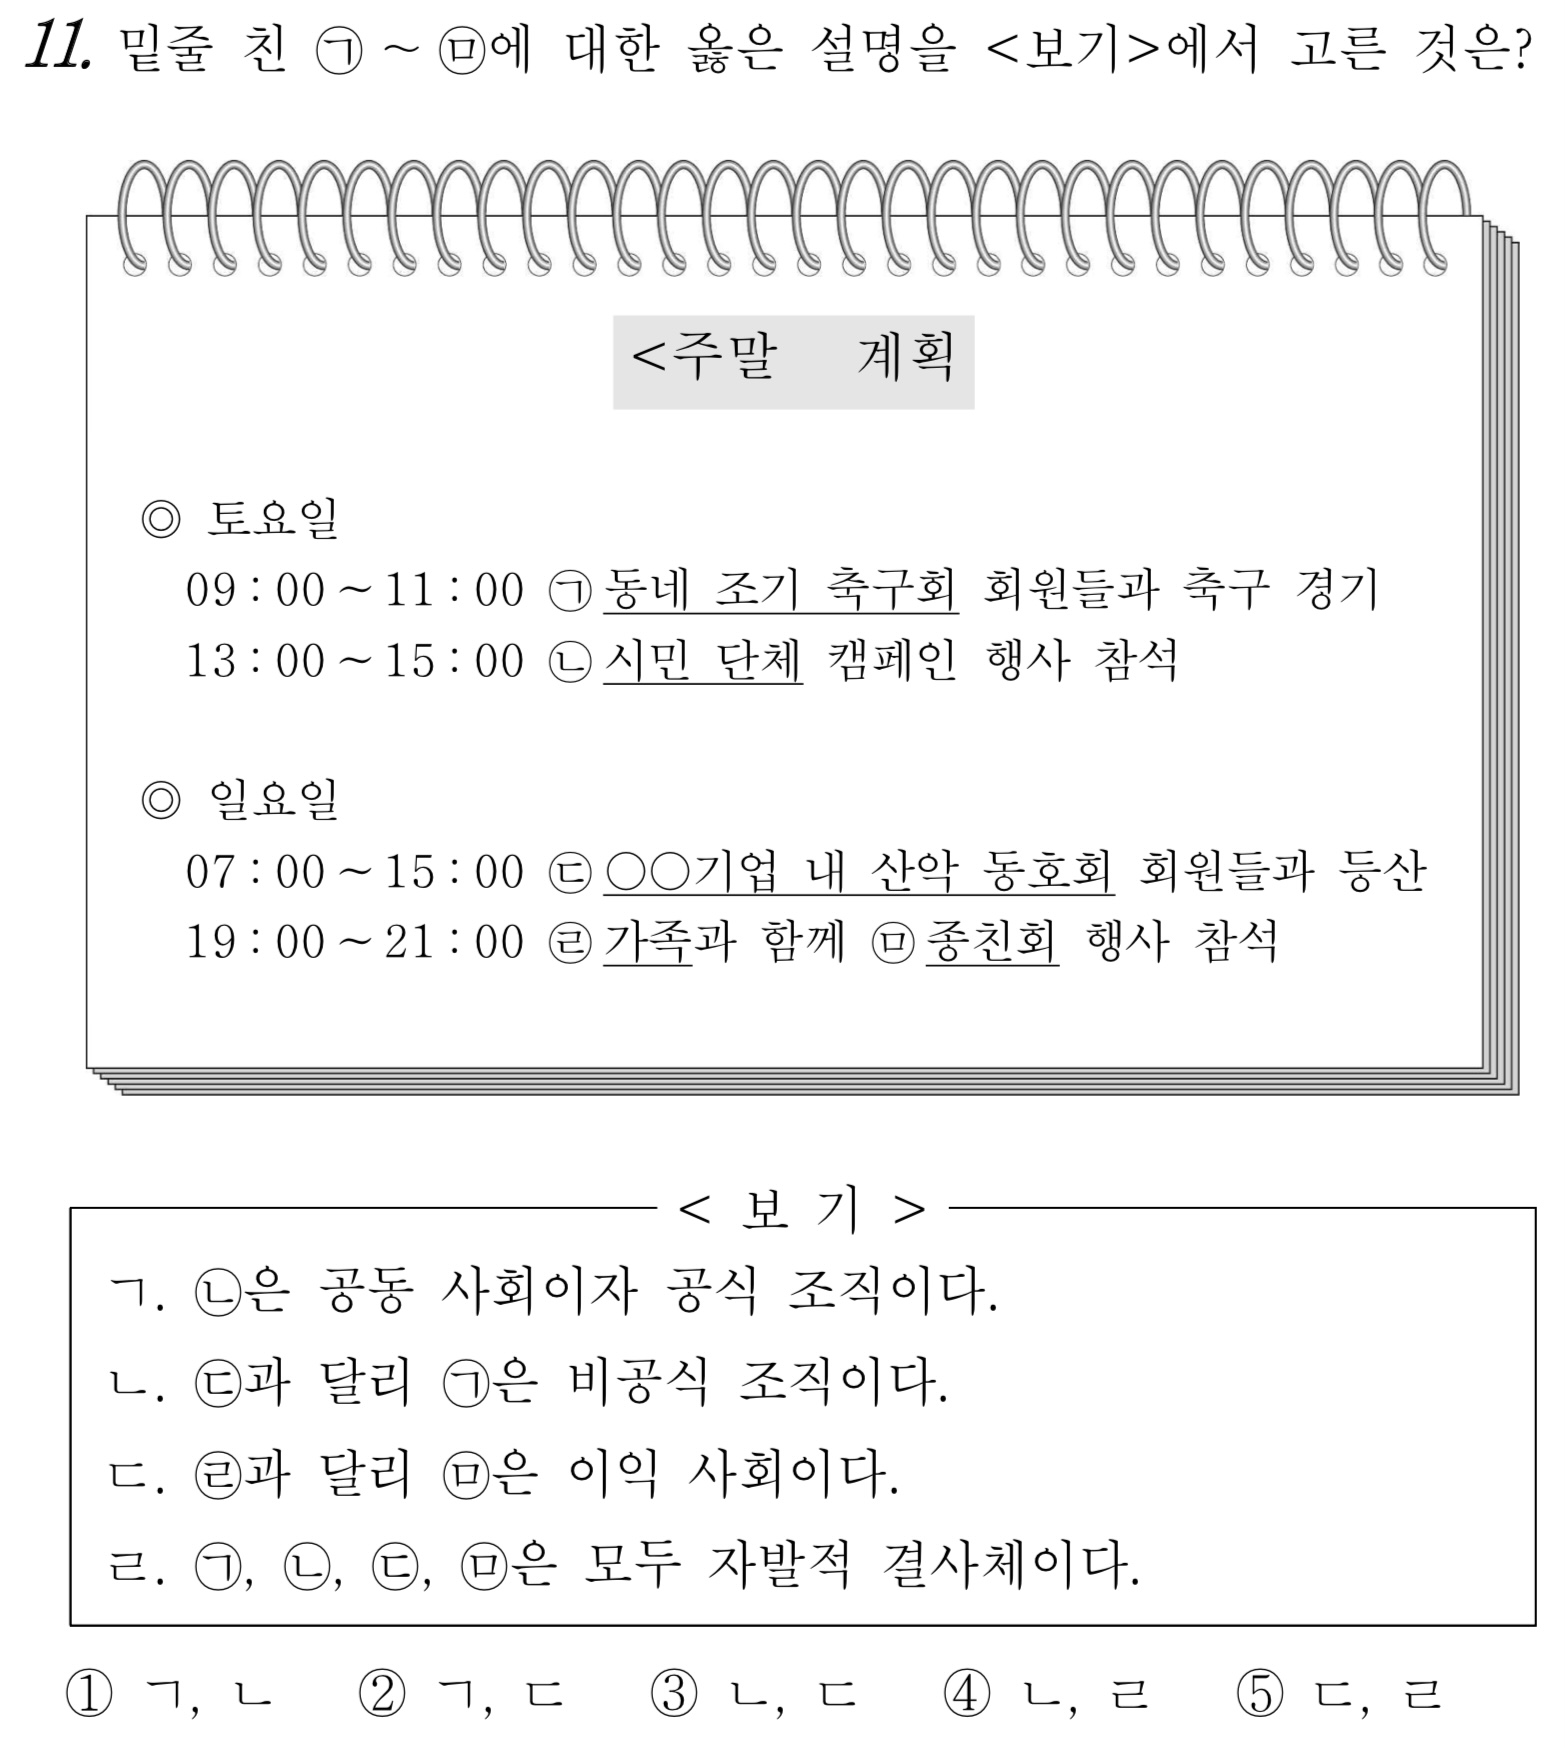 11. 밑줄 친 ㉠ ~ ㉤에 대한 옳은 설명을 <보기>에서 고른 것은?
<주말 계획
◎ 토요일
09:00 ~ 11:00 ㉠동네 조기 축구회 회원들과 축구 경기
13:00 ~ 15:00 ㉡시민 단체 캠페인 행사 참석
◎ 일요일
07:00 ~ 15:00 ㉢○○기업 내 산악 동호회 회원들과 등산
19:00 ~ 21:00 ㉣가족과 함께 ㉤종친회 행사 참석
< 보 기 >
ㄱ. ㉡은 공동 사회이자 공식 조직이다.
ㄴ. ㉢과 달리 ㉠은 비공식 조직이다.
ㄷ. ㉣과 달리 ㉤은 이익 사회이다.
ㄹ. ㉠, ㉡, ㉢, ㉤은 모두 자발적 결사체이다.
① ㄱ, ㄴ ② ㄱ, ㄷ ③ ㄴ, ㄷ ④ ㄴ, ㄹ ⑤ ㄷ, ㄹ